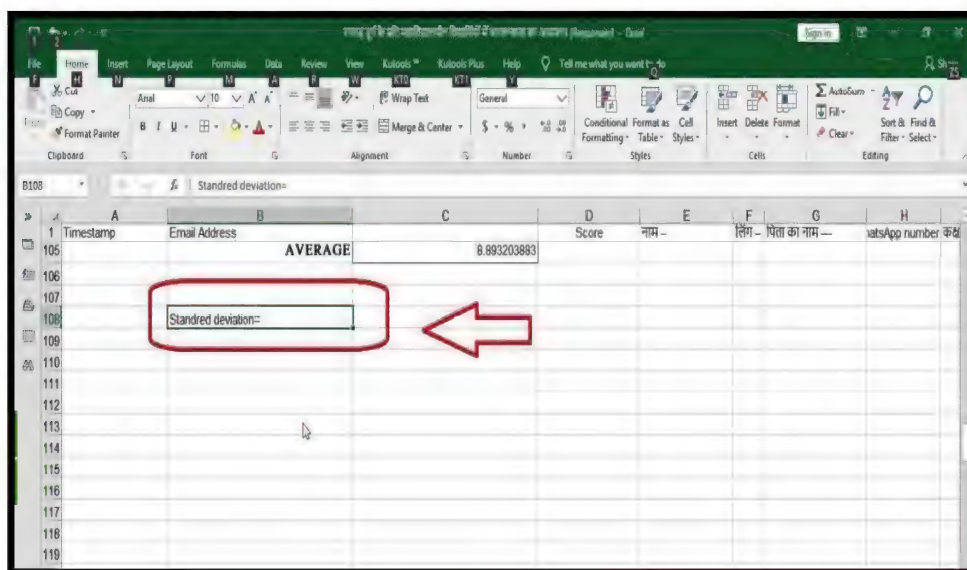 Sign in
File Home Insert Page Layout Formulas Data Review View Kutools ™ Kutools Plus Help Tell me what you want to do
F H N P M A R W KT0 KT1 Y Q ZS
Cut
Copy
Format Painter
Clipboard
Arial 10 A A
B I U A
Font
Wrap Text
Merge & Center
Alignment
General
$ % ,
Number
Conditional Formatting
Format as Table
Cell Styles
Styles
Insert Delete Format
Cells
AutoSum
Fill
Clear
Sort & Filter
Find & Select
Editing
B108 fx Standred deviation=
A B C D E F G H
1 Timestamp Email Address Score नाम – लिंग – पिता का नाम — hatsApp number
105 AVERAGE 8.893203883
106
107
108 Standred deviation=
109
110
111
112
113
114
115
116
117
118
119